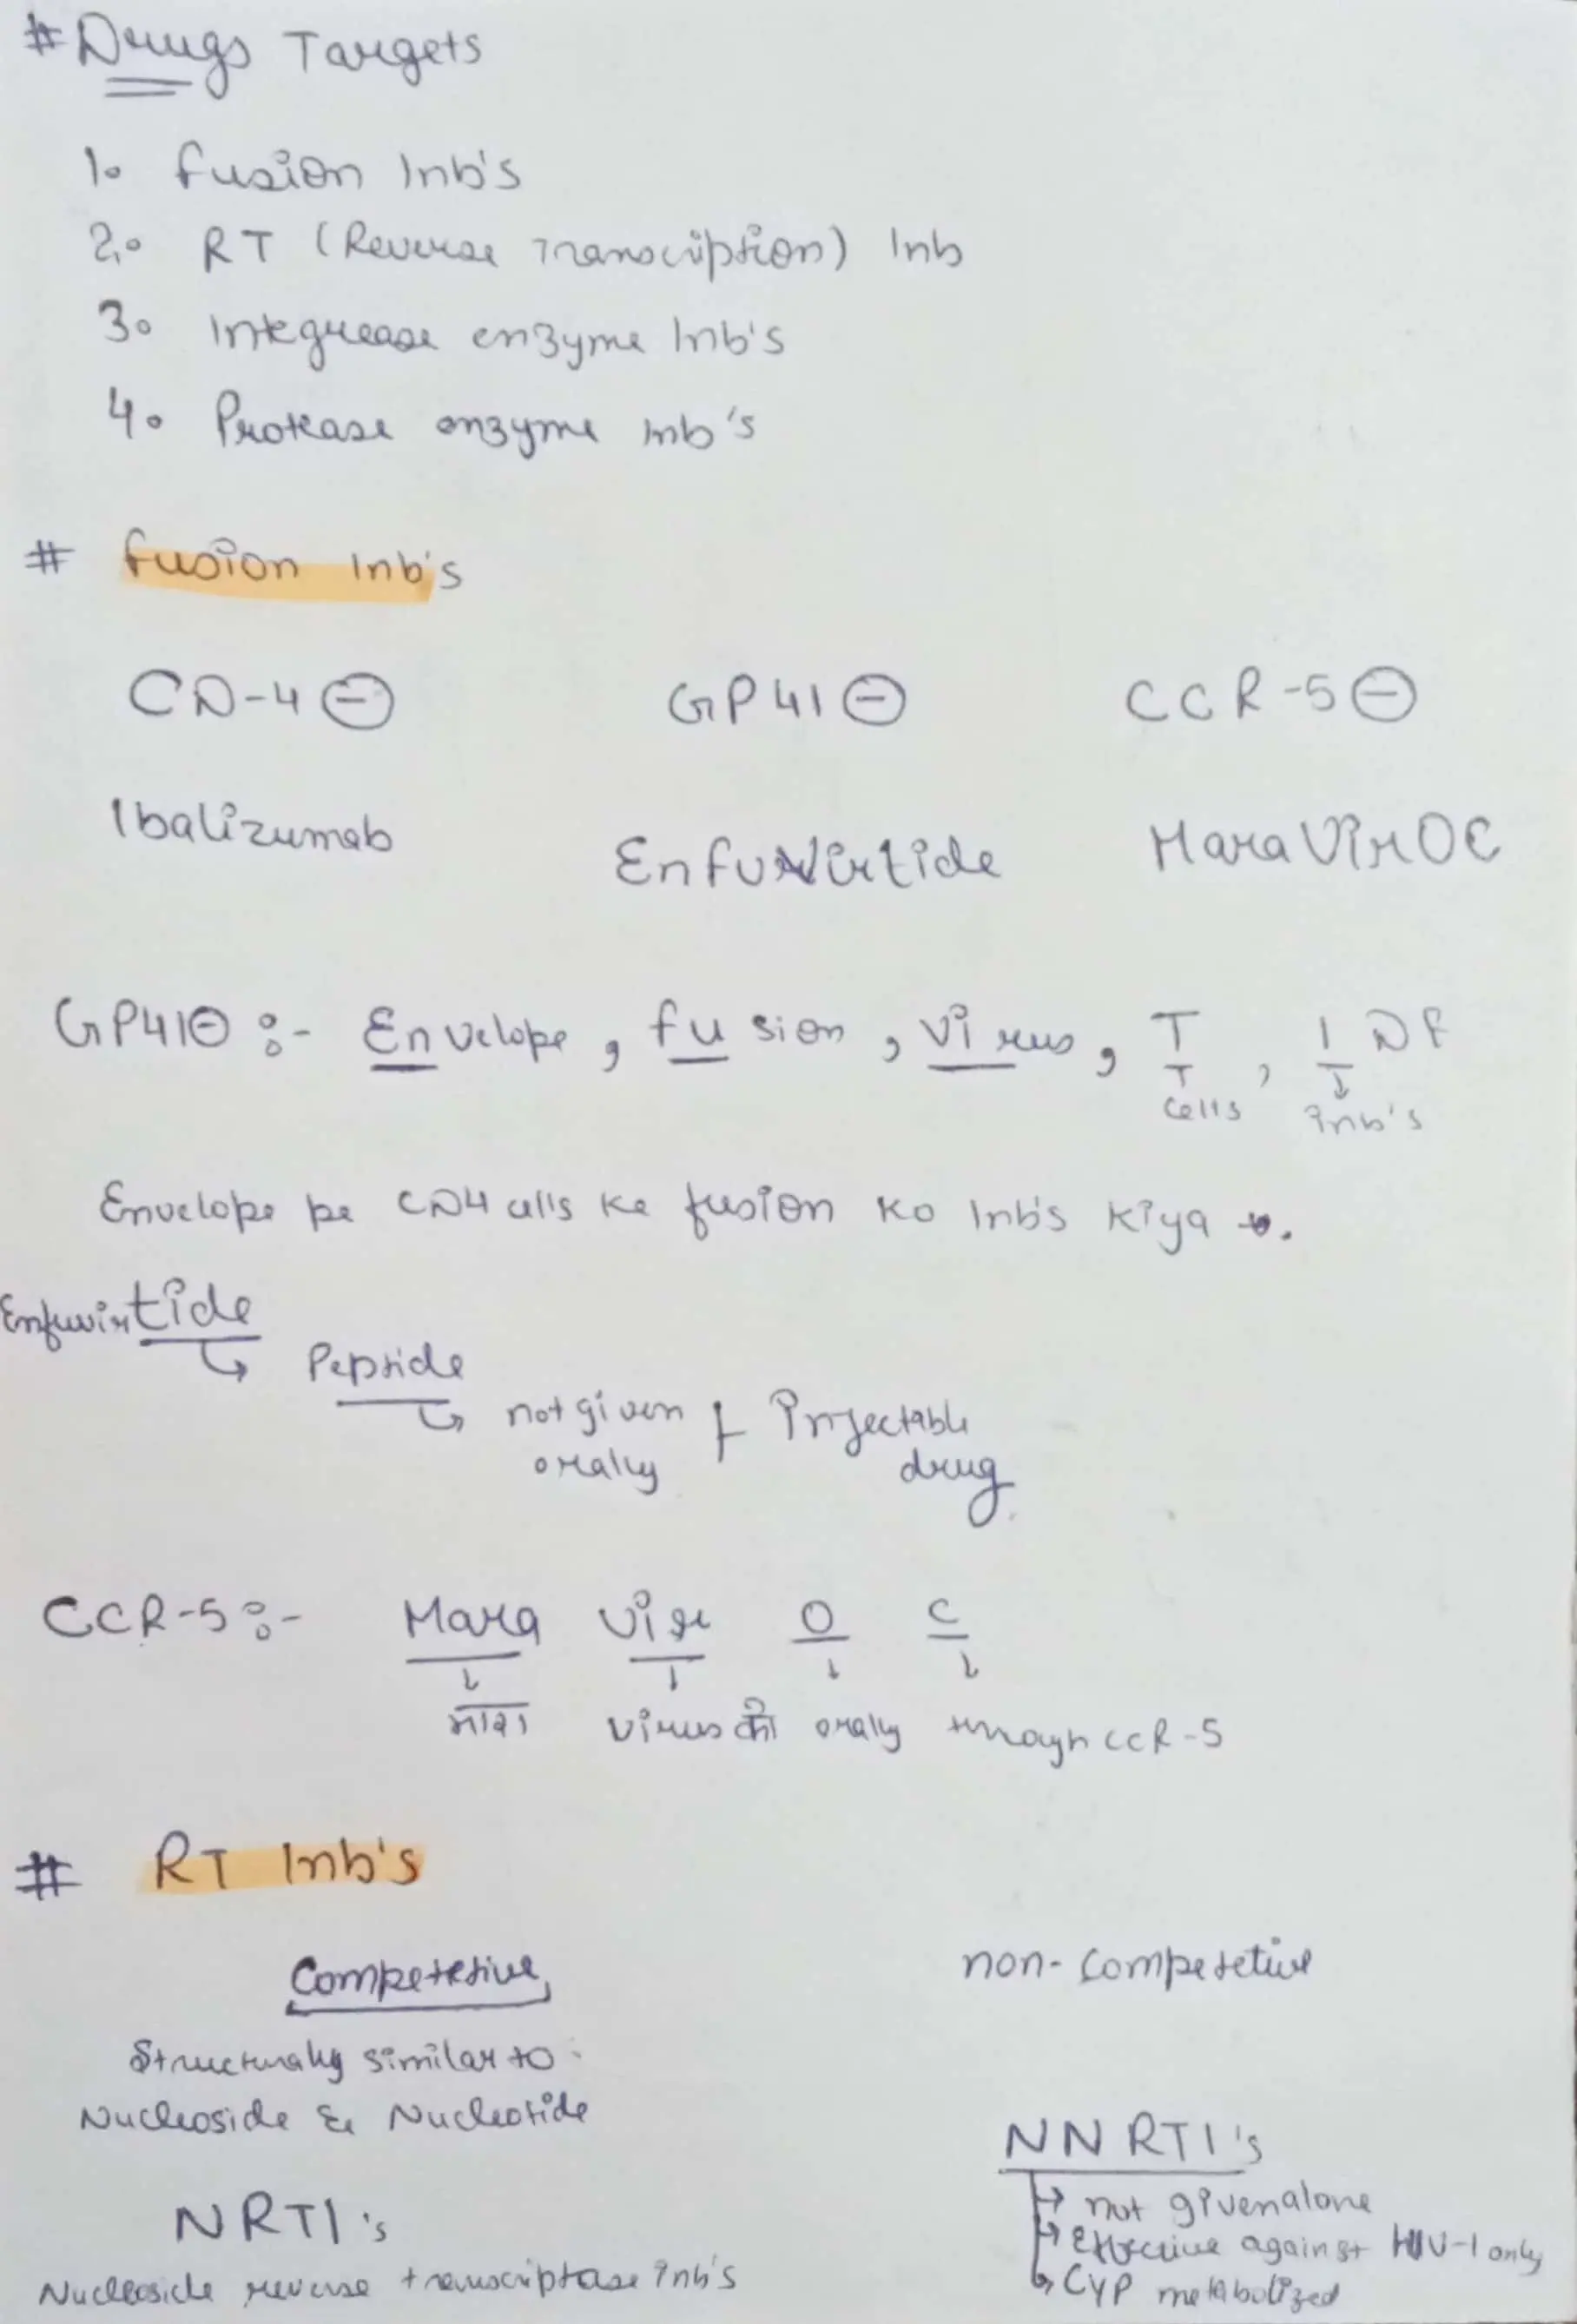 # Drugs Targets
1. Fusion Inb's
2. RT (Reverse Transcription) Inb
3. Integrease enzyme Inb's
4. Protease enzyme inb's
# fusion Inb's
CD-4 ⊖ GP41 ⊖ CCR-5 ⊖
Ibalizumab Enfuvirtide MaraVirOC
GP41⊖ :- Envelope, fusion, virus, T, I DE
T cells inb's
Envelope pe CD4 cells ke fusion ko Inb's kiya
Enfuvirtide
↳ Peptide
↳ not given orally + Injectable drug
CCR-5 :- Mara Vir O C
↓ ↓ ↓ ↓
मारा virus को orally through CCR-5
# RT Inb's
Competetive non-competetive
Structurally similar to
Nucleoside & Nucleotide
NNRTI's
NRTI's → not given alone
→ Effective against HIV-1 only
Nucleoside reverse transcriptase inb's ↳ CYP metabolized